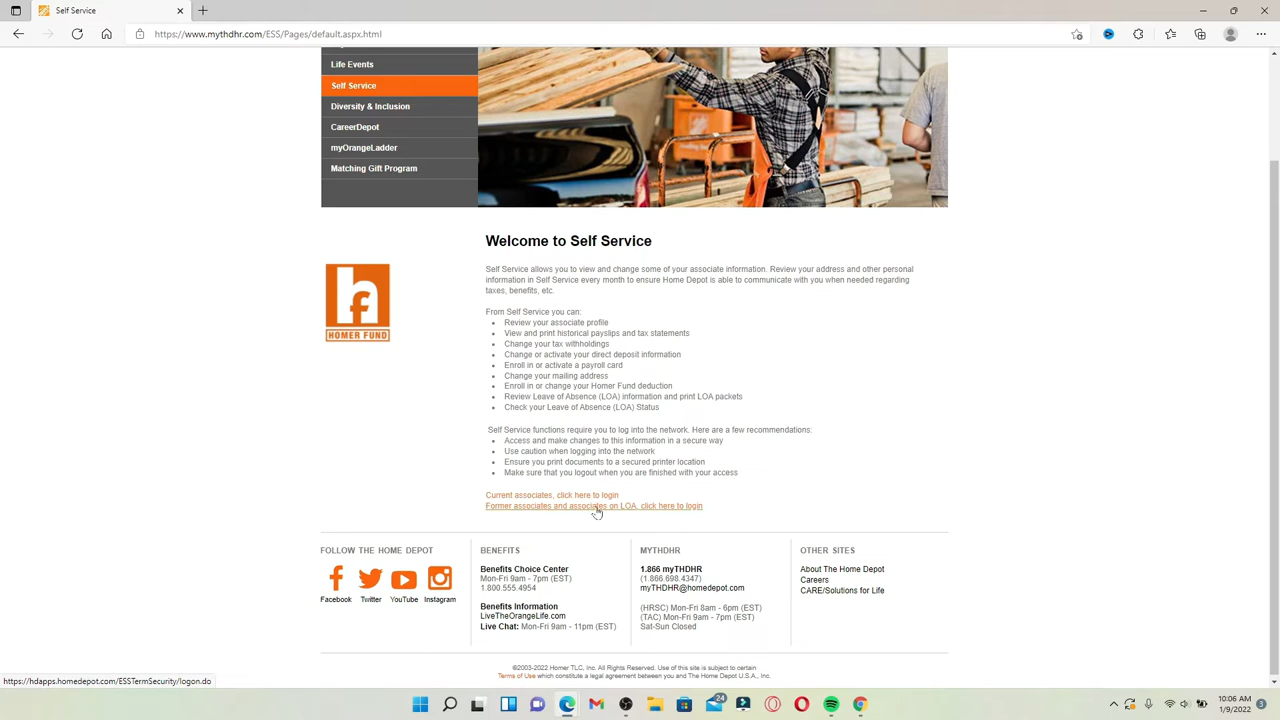 Self Service
https://www.mythdhr.com/ESS/Pages/default.aspx.html
Life Events
Self Service
Diversity & Inclusion
CareerDepot
myOrangeLadder
Matching Gift Program
hf
HOMER FUND
Welcome to Self Service
Self Service allows you to view and change some of your associate information. Review your address and other personal
information in Self Service every month to ensure Home Depot is able to communicate with you when needed regarding
taxes, benefits, etc.
From Self Service you can:
• Review your associate profile
• View and print historical payslips and tax statements
• Change your tax withholdings
• Change or activate your direct deposit information
• Enroll in or activate a payroll card
• Change your mailing address
• Enroll in or change your Homer Fund deduction
• Review Leave of Absence (LOA) information and print LOA packets
• Check your Leave of Absence (LOA) Status
Self Service functions require you to log into the network. Here are a few recommendations:
• Access and make changes to this information in a secure way
• Use caution when logging into the network
• Ensure you print documents to a secured printer location
• Make sure that you logout when you are finished with your access
Current associates, click here to login
Former associates and associates on LOA, click here to login
FOLLOW THE HOME DEPOT
Facebook Twitter YouTube Instagram
BENEFITS
Benefits Choice Center
Mon-Fri 9am - 7pm (EST)
1.800.555.4954
Benefits Information
LiveTheOrangeLife.com
Live Chat: Mon-Fri 9am - 11pm (EST)
MYTHDHR
1.866 myTHDHR
(1.866.698.4347)
myTHDHR@homedepot.com
(HRSC) Mon-Fri 8am - 6pm (EST)
(TAC) Mon-Fri 9am - 7pm (EST)
Sat-Sun Closed
OTHER SITES
About The Home Depot
Careers
CARE/Solutions for Life
©2003-2022 Homer TLC, Inc. All Rights Reserved. Use of this site is subject to certain
Terms of Use which constitute a legal agreement between you and The Home Depot U.S.A., Inc.
https://hdapps.homedepot.com/ESSTermSecurity/logon.do
24
10:06 AM
1/9/2022